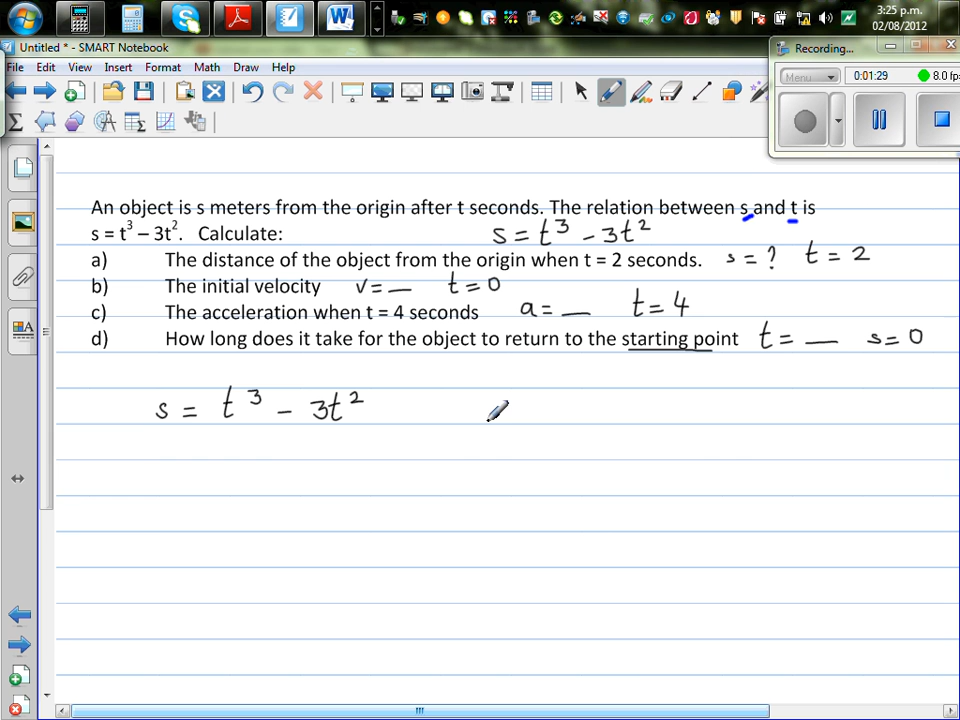 3:25 p.m.
02/08/2012
Untitled * - SMART Notebook
Recording...
File Edit View Insert Format Math Draw Help
Menu 0:01:29 8.0 fp
An object is s meters from the origin after t seconds. The relation between s and t is
s = t³ – 3t². Calculate: s = t³ - 3t²
a) The distance of the object from the origin when t = 2 seconds. s = ? t = 2
b) The initial velocity v = __ t = 0
c) The acceleration when t = 4 seconds a = __ t = 4
d) How long does it take for the object to return to the starting point t = __ s = 0
s = t³ - 3t²